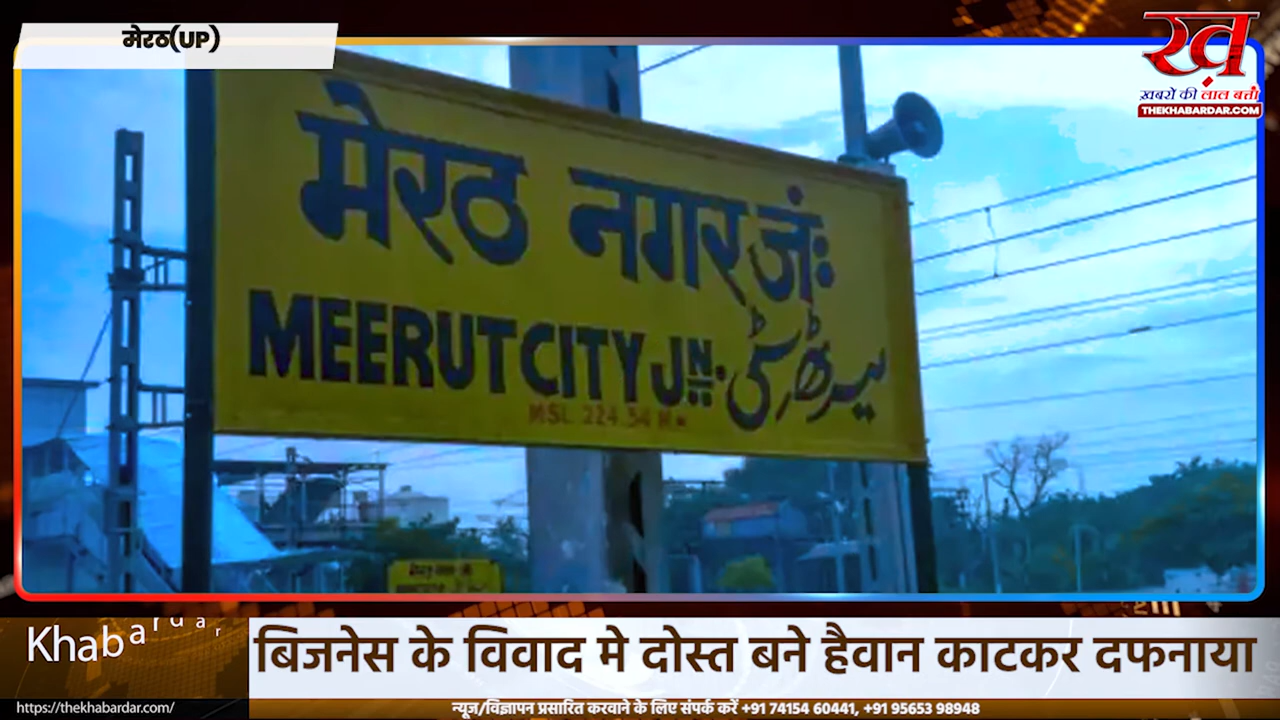 मेरठ(UP)
ख़
ख़बरों की लाल बत्ती
THEKHABARDAR.COM
मेरठ नगर जं:
MEERUT CITY JN.
میرٹھ سٹی
MSL 224.54 M
Khabardar
बिजनेस के विवाद मे दोस्त बने हैवान काटकर दफनाया
https://thekhabardar.com/
न्यूज/विज्ञापन प्रसारित करवाने के लिए संपर्क करें +91 74154 60441, +91 95653 98948